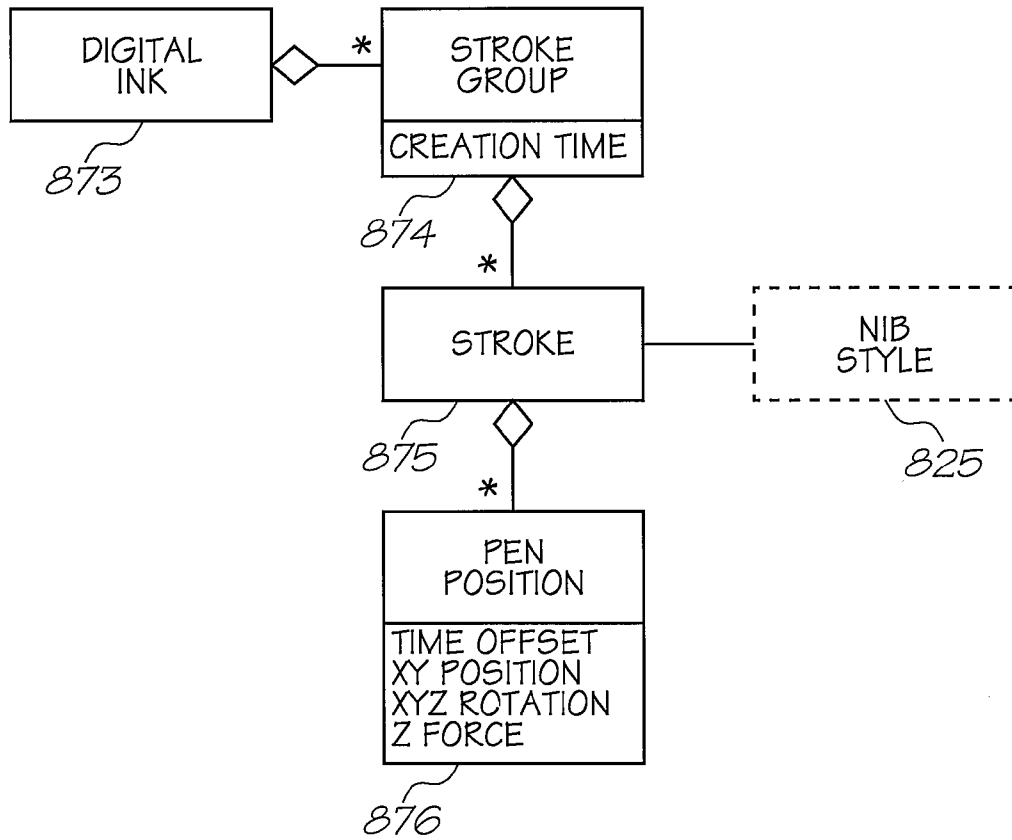 DIGITAL
INK
873
*
STROKE
GROUP
CREATION TIME
874
*
STROKE
875
NIB
STYLE
825
*
PEN
POSITION
TIME OFFSET
XY POSITION
XYZ ROTATION
Z FORCE
876